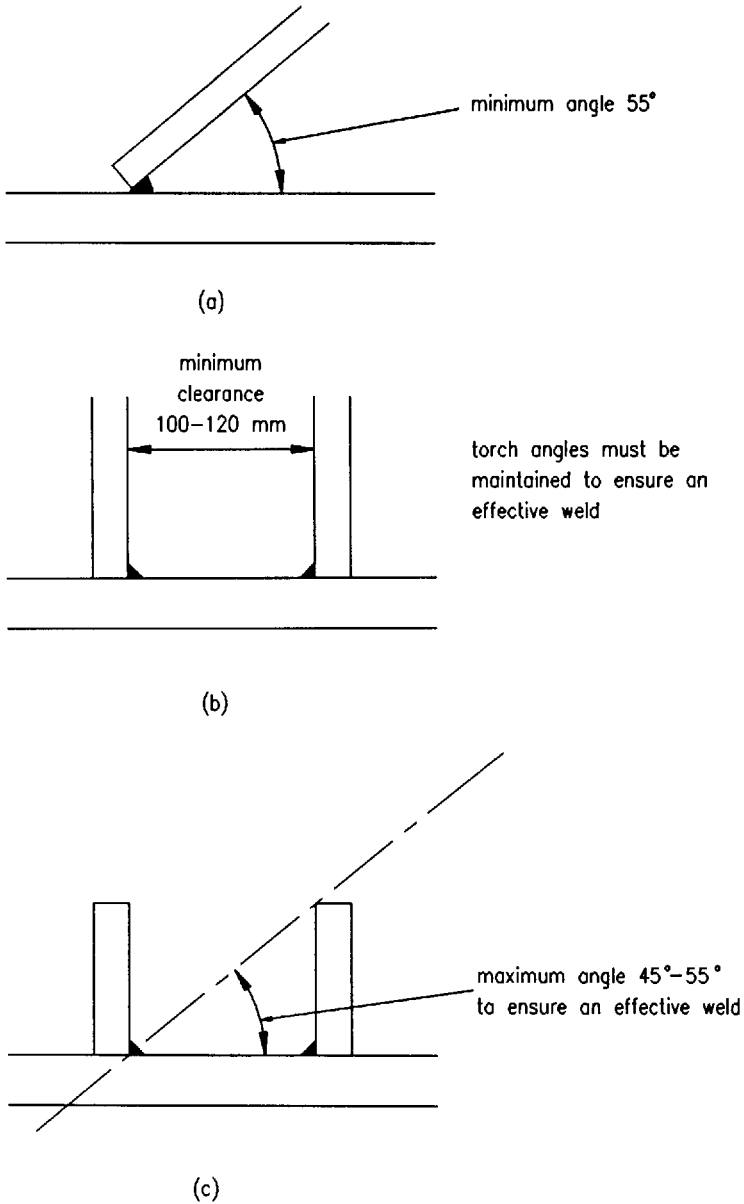 minimum angle 55°
(a)
minimum
clearance
100–120 mm
torch angles must be
maintained to ensure an
effective weld
(b)
maximum angle 45°–55°
to ensure an effective weld
(c)